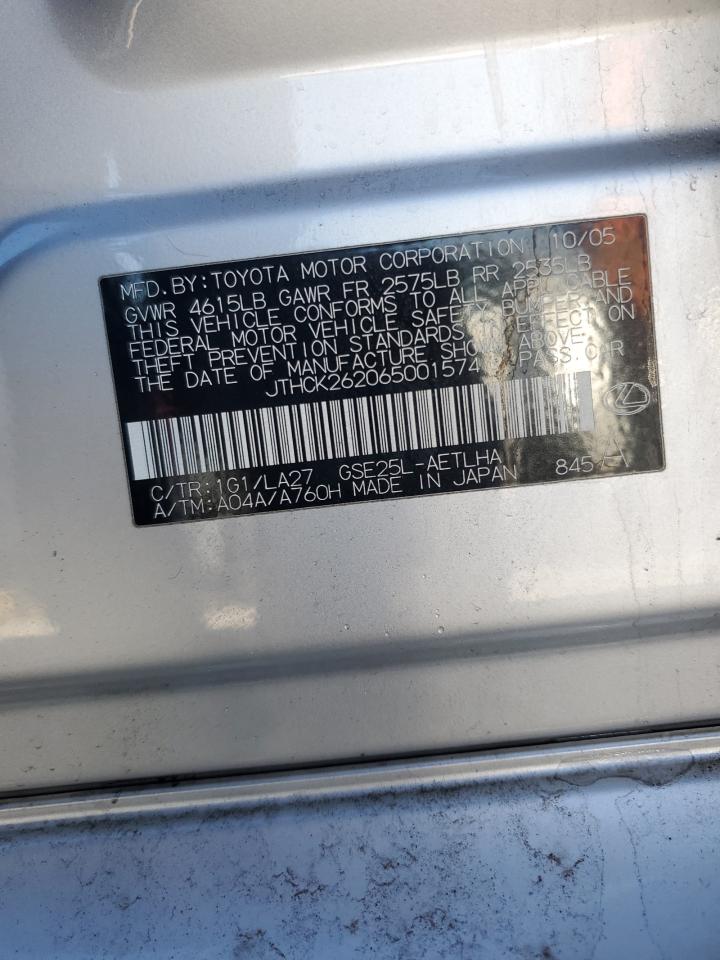 MFD. BY: TOYOTA MOTOR CORPORATION 10/05
GVWR 4615LB GAWR FR 2575LB RR 2535LB
THIS VEHICLE CONFORMS TO ALL APPLICABLE
FEDERAL MOTOR VEHICLE SAFETY, BUMPER, AND
THEFT PREVENTION STANDARDS IN EFFECT ON
THE DATE OF MANUFACTURE SHOWN ABOVE.
JTHCK262065001574 PASS. CAR
C/TR: 1G1/LA27 GSE25L-AETLHA 845 A
A/TM: A04A/A760H MADE IN JAPAN